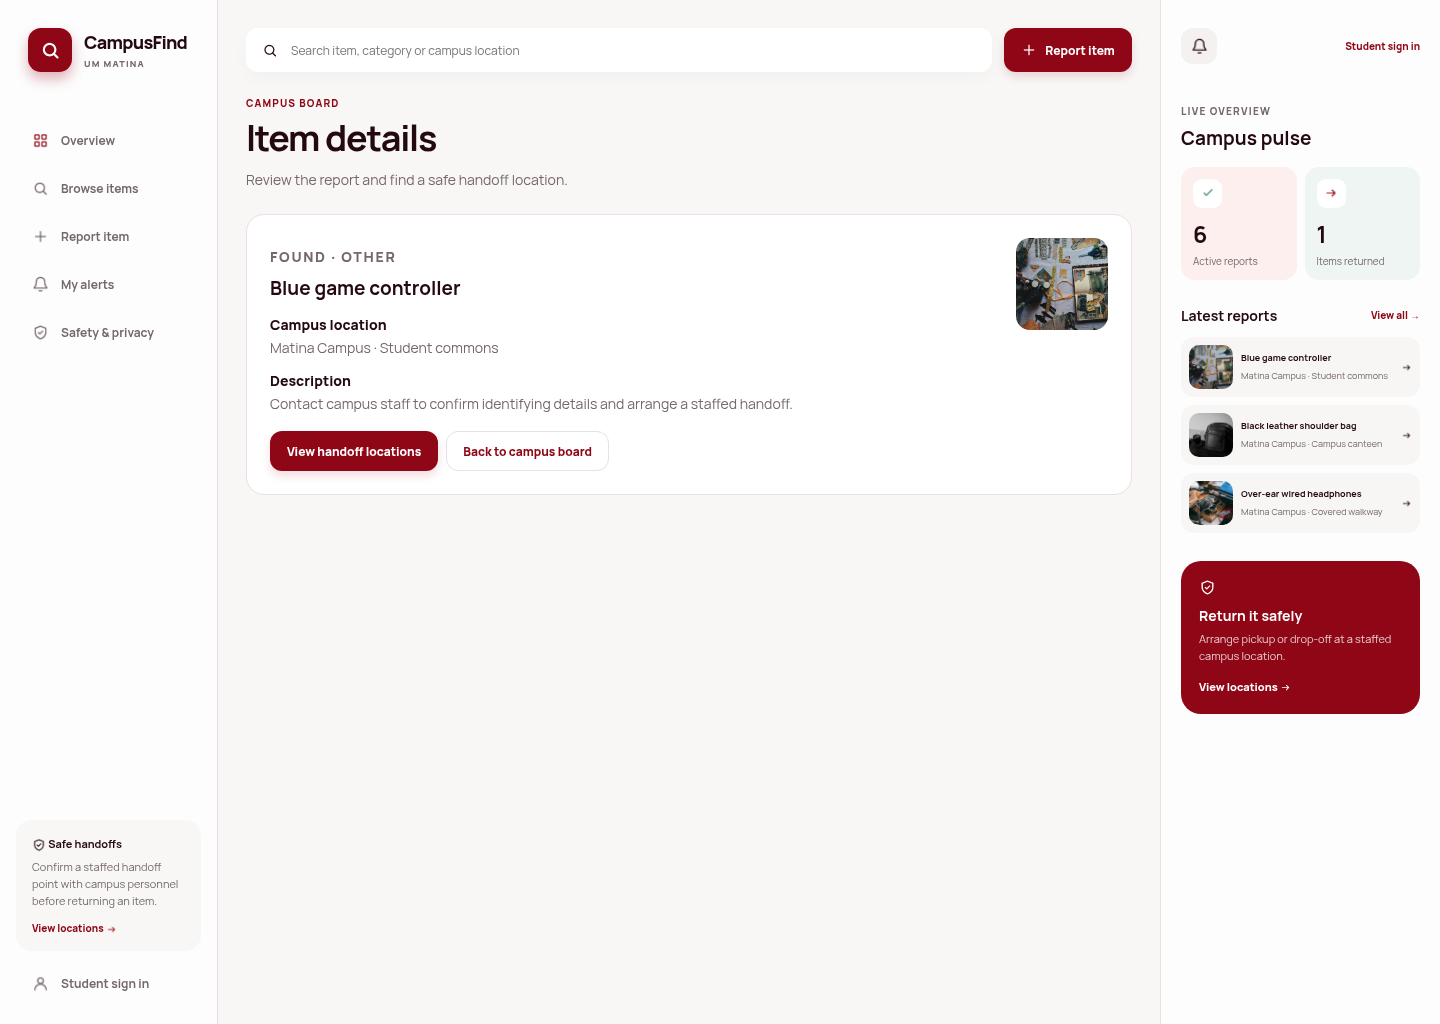 CampusFind
UM MATINA
Overview
Browse items
Report item
My alerts
Safety & privacy
Safe handoffs
Confirm a staffed handoff
point with campus personnel
before returning an item.
View locations →
Student sign in
Search item, category or campus location
Report item
CAMPUS BOARD
Item details
Review the report and find a safe handoff location.
FOUND · OTHER
Blue game controller
Campus location
Matina Campus · Student commons
Description
Contact campus staff to confirm identifying details and arrange a staffed handoff.
View handoff locations
Back to campus board
Student sign in
LIVE OVERVIEW
Campus pulse
6
Active reports
1
Items returned
Latest reports
View all →
Blue game controller
Matina Campus · Student commons
Black leather shoulder bag
Matina Campus · Campus canteen
Over-ear wired headphones
Matina Campus · Covered walkway
Return it safely
Arrange pickup or drop-off at a staffed
campus location.
View locations →